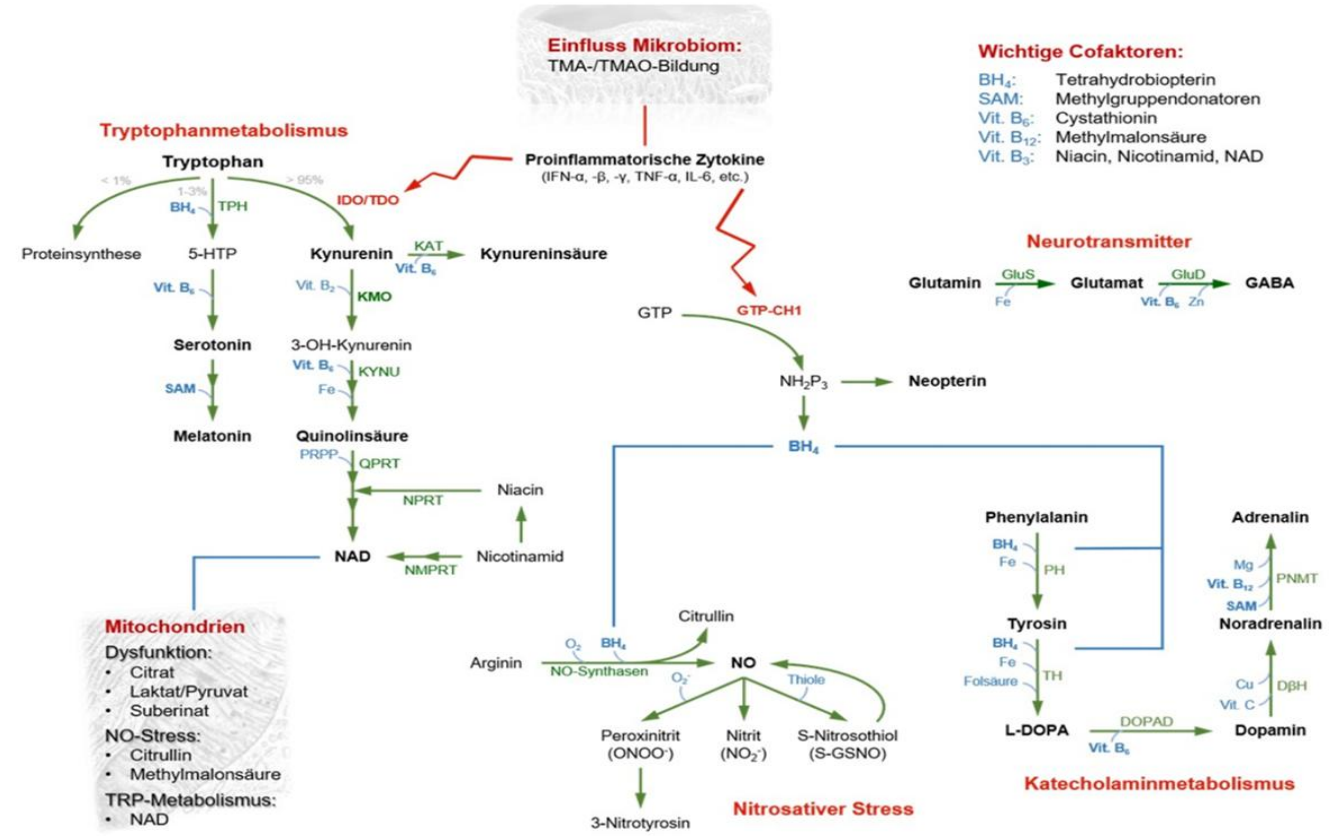 Einfluss Mikrobiom:
TMA-/TMAO-Bildung
Wichtige Cofaktoren:
BH₄: Tetrahydrobiopterin
SAM: Methylgruppendonatoren
Vit. B₆: Cystathionin
Vit. B₁₂: Methylmalonsäure
Vit. B₃: Niacin, Nicotinamid, NAD
Tryptophanmetabolismus
Tryptophan
< 1%
1-3%
> 95%
BH₄
TPH
IDO/TDO
Proinflammatorische Zytokine
(IFN-α, -β, -γ, TNF-α, IL-6, etc.)
Proteinsynthese
5-HTP
Kynurenin
KAT
Vit. B₆
Kynureninsäure
Vit. B₆
Vit. B₂
KMO
Serotonin
3-OH-Kynurenin
SAM
Vit. B₆
KYNU
Fe
Melatonin
Quinolinsäure
PRPP
QPRT
Niacin
NPRT
NAD
Nicotinamid
NMPRT
Neurotransmitter
Glutamin
GluS
Fe
Glutamat
GluD
Vit. B₆
Zn
GABA
GTP
GTP-CH1
NH₂P₃
Neopterin
BH₄
Mitochondrien
Dysfunktion:
• Citrat
• Laktat/Pyruvat
• Suberinat
NO-Stress:
• Citrullin
• Methylmalonsäure
TRP-Metabolismus:
• NAD
Citrullin
Arginin
O₂
BH₄
NO-Synthasen
NO
O₂⁻
Thiole
Peroxinitrit
(ONOO⁻)
Nitrit
(NO₂⁻)
S-Nitrosothiol
(S-GSNO)
3-Nitrotyrosin
Nitrosativer Stress
Phenylalanin
BH₄
Fe
PH
Tyrosin
BH₄
Fe
Folsäure
TH
L-DOPA
DOPAD
Vit. B₆
Dopamin
Cu
Vit. C
DβH
Noradrenalin
Mg
Vit. B₁₂
SAM
PNMT
Adrenalin
Katecholaminmetabolismus